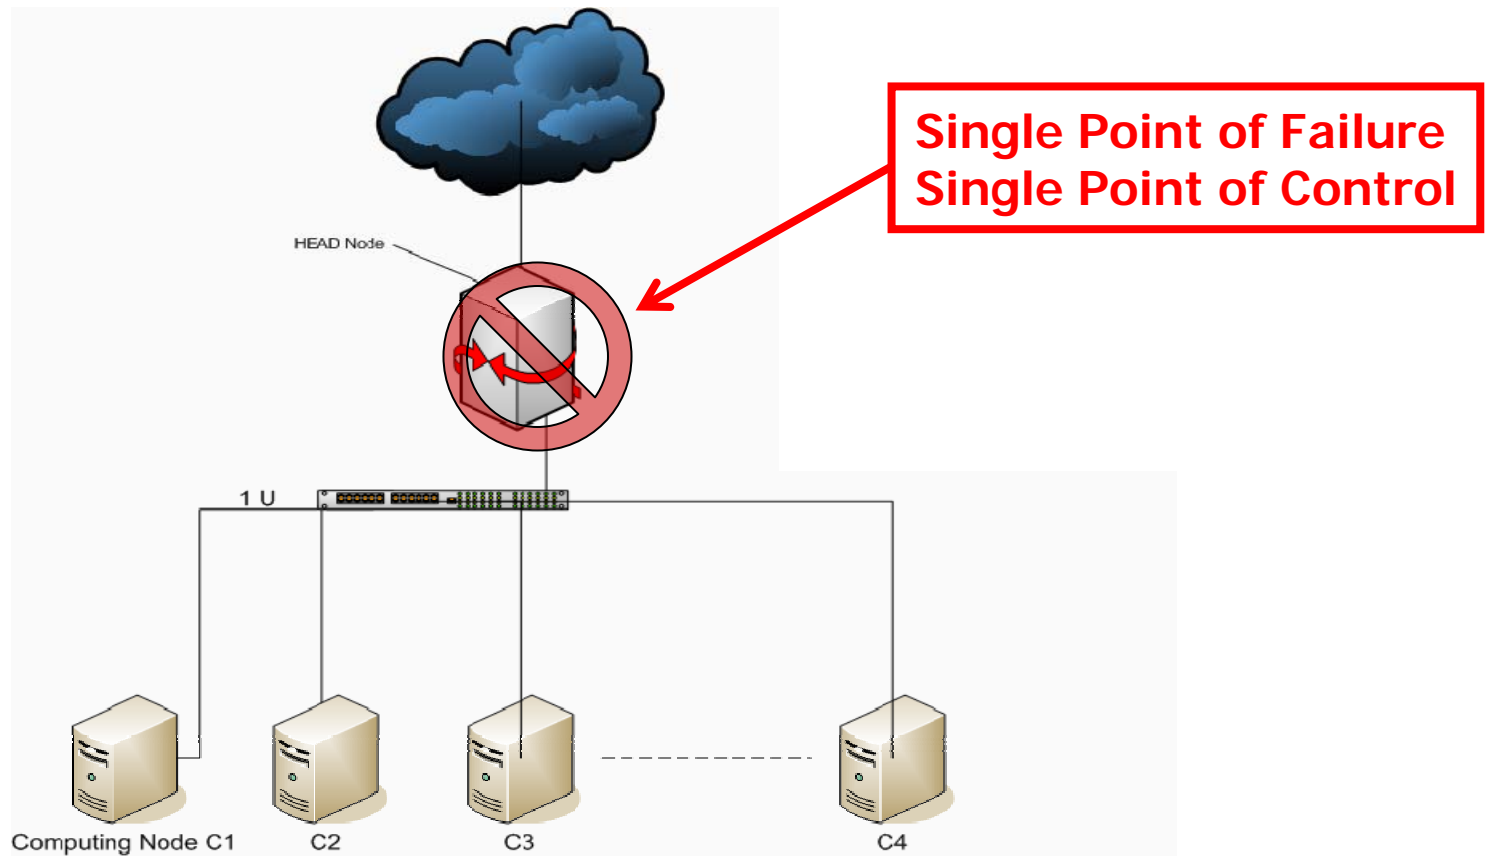 Single Point of Failure
Single Point of Control
HEAD Node
1 U
Computing Node C1
C2
C3
C4